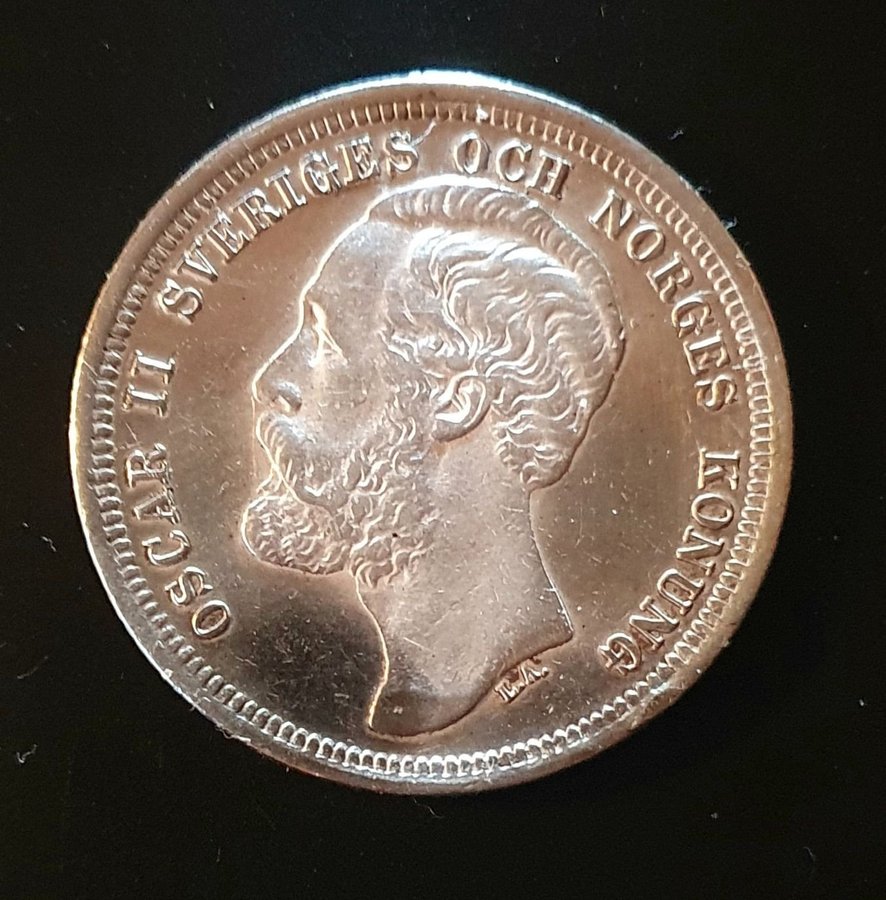 OSCAR II SVERIGES OCH NORGES KONUNG
L.A.